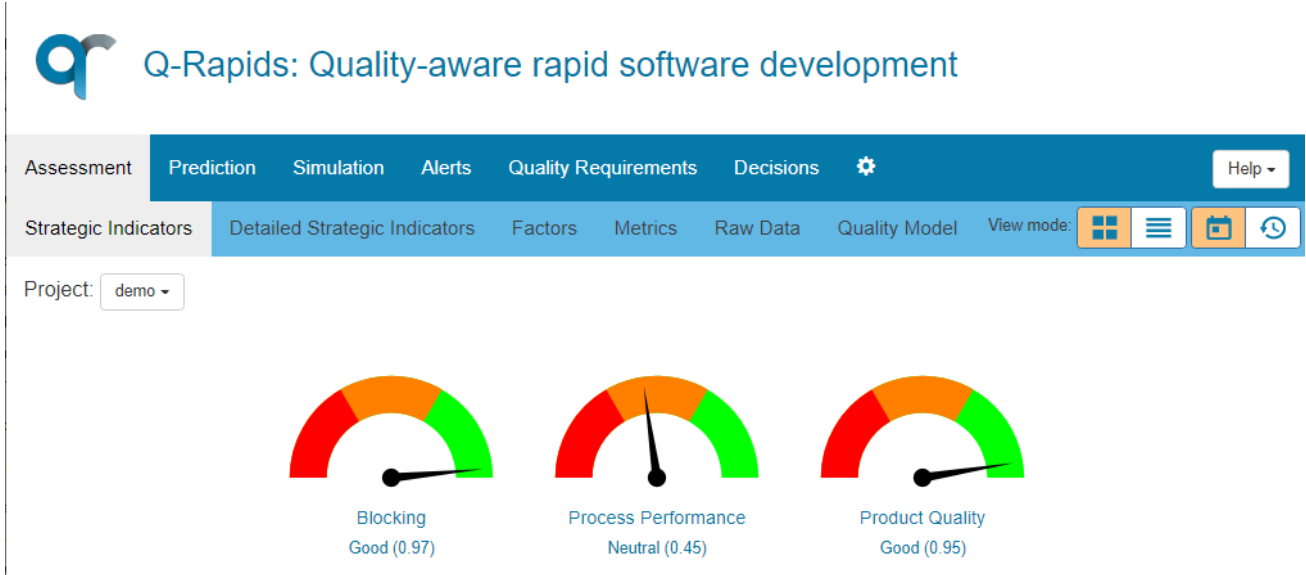 Q-Rapids: Quality-aware rapid software development
Assessment Prediction Simulation Alerts Quality Requirements Decisions Help
Strategic Indicators Detailed Strategic Indicators Factors Metrics Raw Data Quality Model View mode:
Project: demo
Blocking Process Performance Product Quality
Good (0.97) Neutral (0.45) Good (0.95)